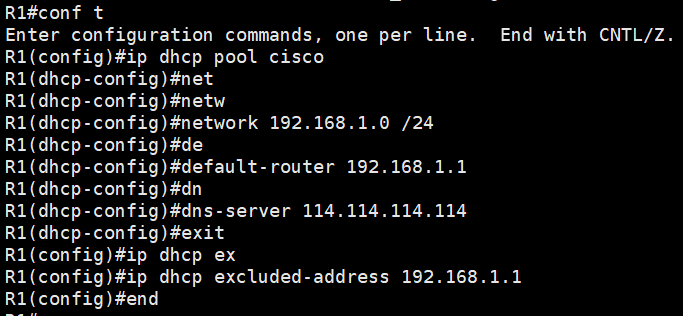 R1#conf t
Enter configuration commands, one per line.  End with CNTL/Z.
R1(config)#ip dhcp pool cisco
R1(dhcp-config)#net
R1(dhcp-config)#netw
R1(dhcp-config)#network 192.168.1.0 /24
R1(dhcp-config)#de
R1(dhcp-config)#default-router 192.168.1.1
R1(dhcp-config)#dn
R1(dhcp-config)#dns-server 114.114.114.114
R1(dhcp-config)#exit
R1(config)#ip dhcp ex
R1(config)#ip dhcp excluded-address 192.168.1.1
R1(config)#end
R1#